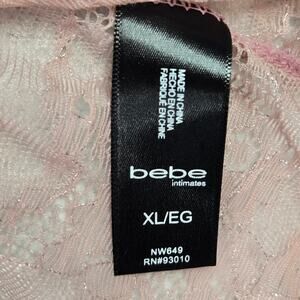 MADE IN CHINA
HECHO EN CHINA
FABRIQUÉ EN CHINE
bebe
intimates
XL/EG
NW649
RN#93010